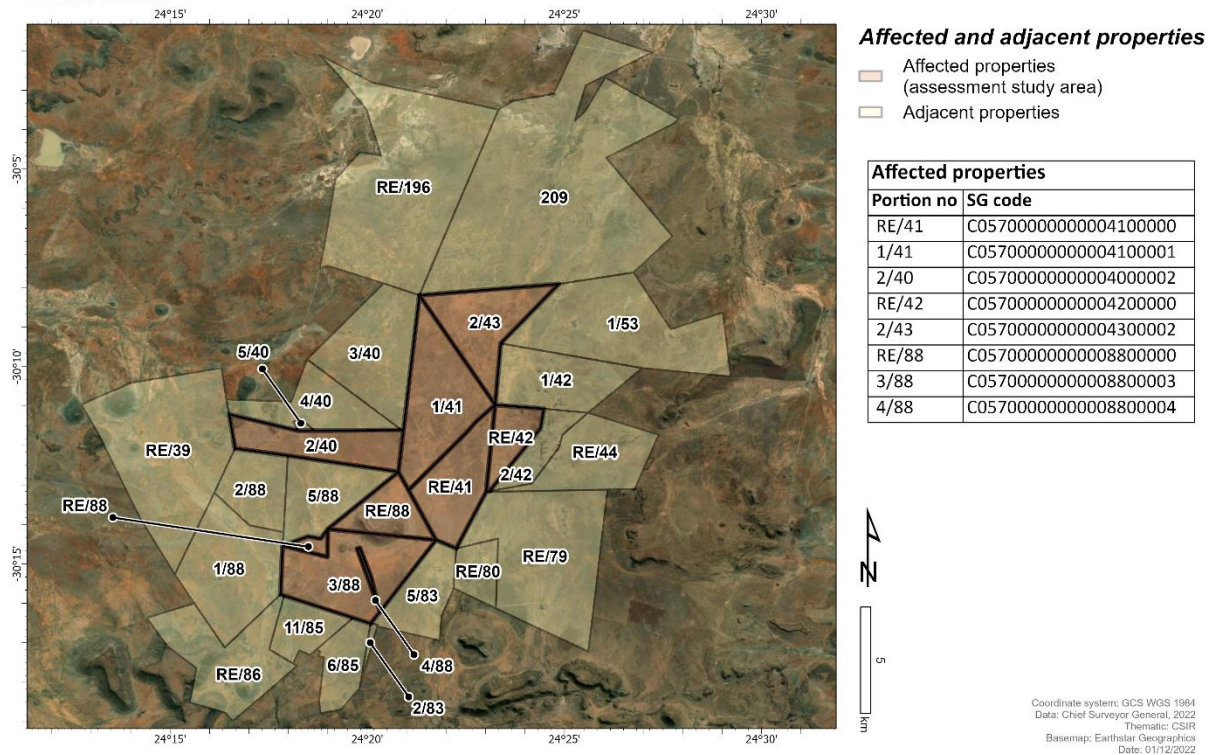 24°15' 24°20' 24°25' 24°30'
Affected and adjacent properties
Affected properties
(assessment study area)
Adjacent properties
-30°5'
RE/196
209
Affected properties
Portion no SG code
RE/41 C05700000000004100000
1/41 C05700000000004100001
2/40 C05700000000004000002
RE/42 C05700000000004200000
2/43 C05700000000004300002
RE/88 C05700000000008800000
3/88 C05700000000008800003
4/88 C05700000000008800004
2/43
1/53
5/40
3/40
-30°10'
1/42
4/40
1/41
RE/42
2/40
RE/39
RE/44
2/42
2/88
5/88
RE/41
RE/88
RE/88
-30°15'
RE/79
1/88
RE/80
3/88
5/83
11/85
6/85
4/88
RE/86
2/83
N
5
km
24°15' 24°20' 24°25' 24°30'
Coordinate system: GCS WGS 1984
Data: Chief Surveyor General, 2022
Thematic: CSIR
Basemap: Earthstar Geographics
Date: 01/12/2022